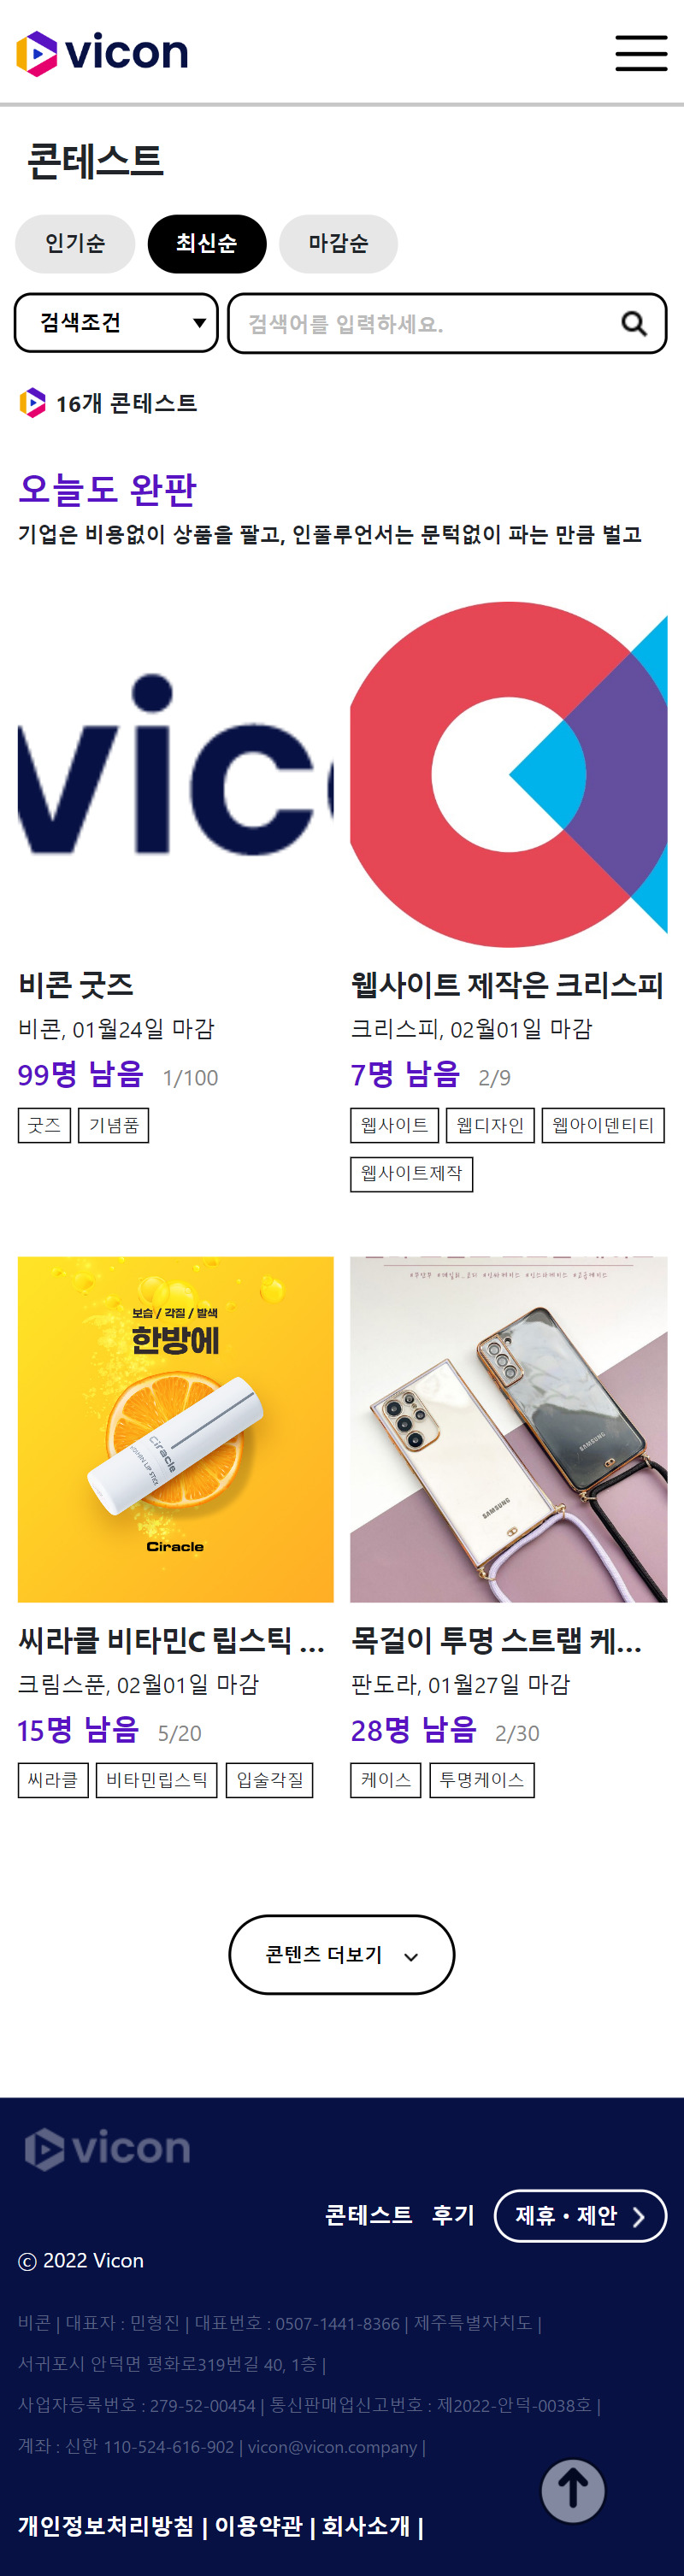 vicon
콘테스트
인기순 최신순 마감순
검색조건 검색어를 입력하세요.
16개 콘테스트
오늘도 완판
기업은 비용없이 상품을 팔고, 인풀루언서는 문턱없이 파는 만큼 벌고
vic
비콘 굿즈
비콘, 01월24일 마감
99명 남음 1/100
굿즈 기념품
웹사이트 제작은 크리스피
크리스피, 02월01일 마감
7명 남음 2/9
웹사이트 웹디자인 웹아이덴티티
웹사이트제작
보습 / 각질 / 발색
한방에
Ciracle
LIP STICK
Ciracle
씨라클 비타민C 립스틱 ...
크림스푼, 02월01일 마감
15명 남음 5/20
씨라클 비타민립스틱 입술각질
SAMSUNG
SAMSUNG
목걸이 투명 스트랩 케...
판도라, 01월27일 마감
28명 남음 2/30
케이스 투명케이스
콘텐츠 더보기
vicon
콘테스트 후기 제휴 • 제안
ⓒ 2022 Vicon
비콘 | 대표자 : 민형진 | 대표번호 : 0507-1441-8366 | 제주특별자치도 |
서귀포시 안덕면 평화로319번길 40, 1층 |
사업자등록번호 : 279-52-00454 | 통신판매업신고번호 : 제2022-안덕-0038호 |
계좌 : 신한 110-524-616-902 | vicon@vicon.company |
개인정보처리방침 | 이용약관 | 회사소개 |